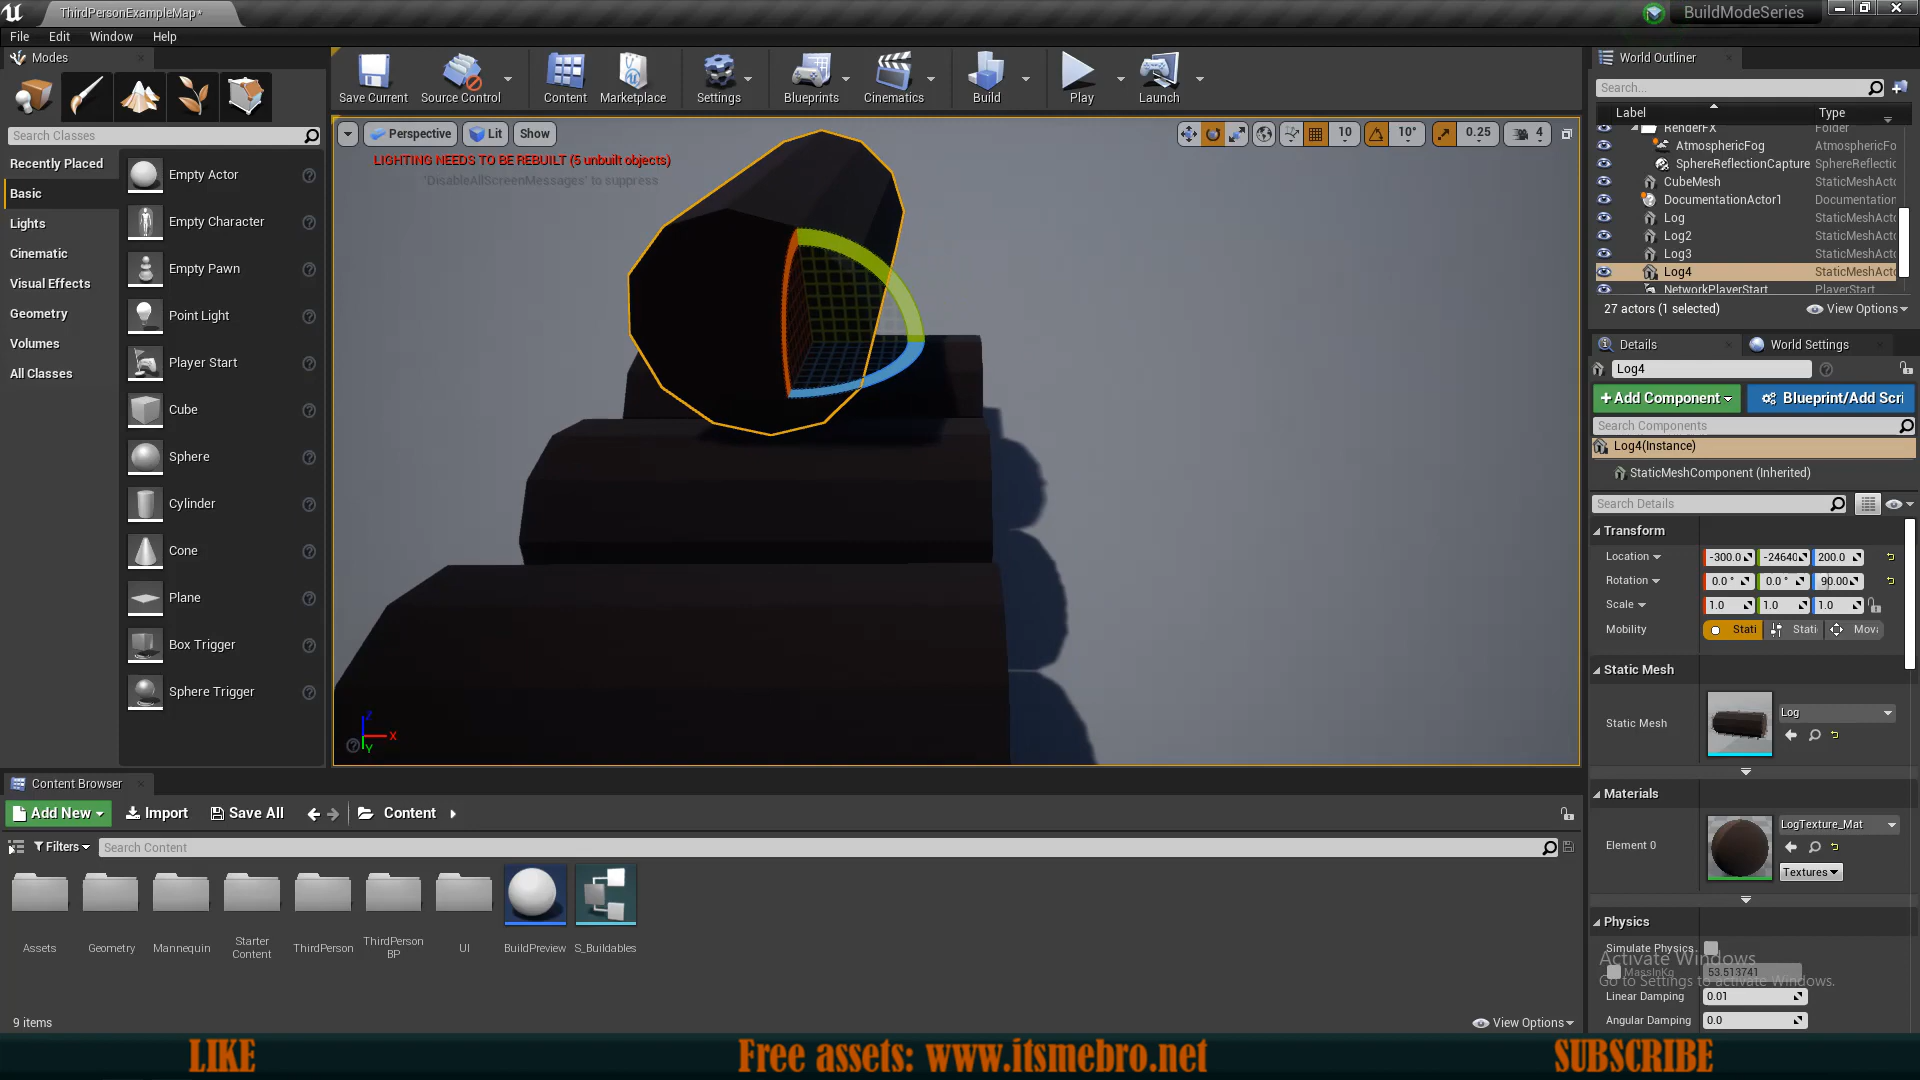 ThirdPersonExampleMap*
BuildModeSeries
File Edit Window Help
Modes
Search Classes
Recently Placed
Basic
Lights
Cinematic
Visual Effects
Geometry
Volumes
All Classes
Empty Actor
Empty Character
Empty Pawn
Point Light
Player Start
Cube
Sphere
Cylinder
Cone
Plane
Box Trigger
Sphere Trigger
Save Current Source Control Content Marketplace Settings Blueprints Cinematics Build Play Launch
Perspective Lit Show
10 10° 0.25 4
LIGHTING NEEDS TO BE REBUILT (5 unbuilt objects)
'DisableAllScreenMessages' to suppress
Z
X
Y
World Outliner
Search...
Label Type
RenderFX Folder
AtmosphericFog AtmosphericFo
SphereReflectionCapture SphereReflectic
CubeMesh StaticMeshActo
DocumentationActor1 Documentation
Log StaticMeshActo
Log2 StaticMeshActo
Log3 StaticMeshActo
Log4 StaticMeshActo
NetworkPlayerStart PlayerStart
27 actors (1 selected) View Options
Details World Settings
Log4
+Add Component Blueprint/Add Scri
Search Components
Log4(Instance)
StaticMeshComponent (Inherited)
Search Details
Transform
Location -300.0 -24640 200.0
Rotation 0.0° 0.0° 90.00
Scale 1.0 1.0 1.0
Mobility Stati Stati Mova
Static Mesh
Static Mesh Log
Materials
Element 0 LogTexture_Mat
Textures
Physics
Simulate Physics
MassInKg 53.513741
Linear Damping 0.01
Angular Damping 0.0
Activate Windows
Go to Settings to activate Windows.
Content Browser
Add New Import Save All Content
Filters Search Content
Assets
Geometry
Mannequin
Starter Content
ThirdPerson
ThirdPerson BP
UI
BuildPreview
S_Buildables
9 items View Options
LIKE Free assets: www.itsmebro.net SUBSCRIBE